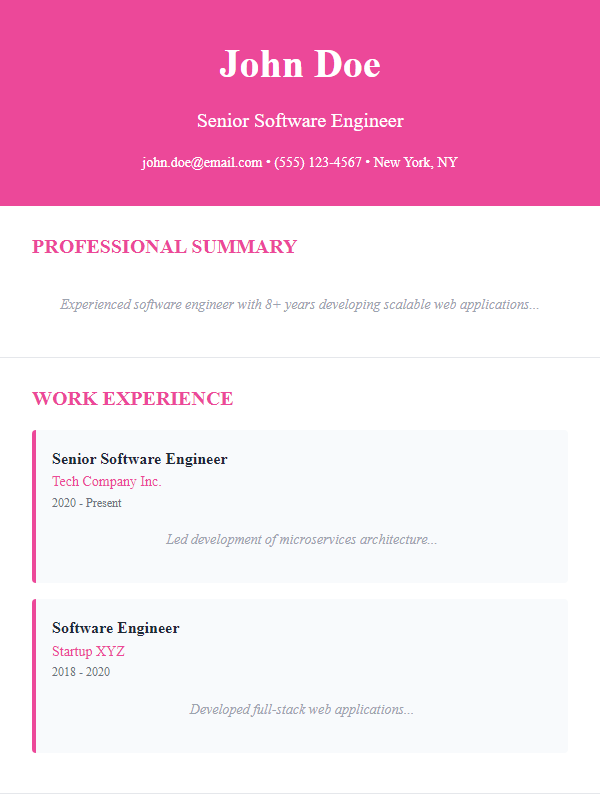 John Doe
Senior Software Engineer
john.doe@email.com • (555) 123-4567 • New York, NY
PROFESSIONAL SUMMARY
Experienced software engineer with 8+ years developing scalable web applications...
WORK EXPERIENCE
Senior Software Engineer
Tech Company Inc.
2020 - Present
Led development of microservices architecture...
Software Engineer
Startup XYZ
2018 - 2020
Developed full-stack web applications...